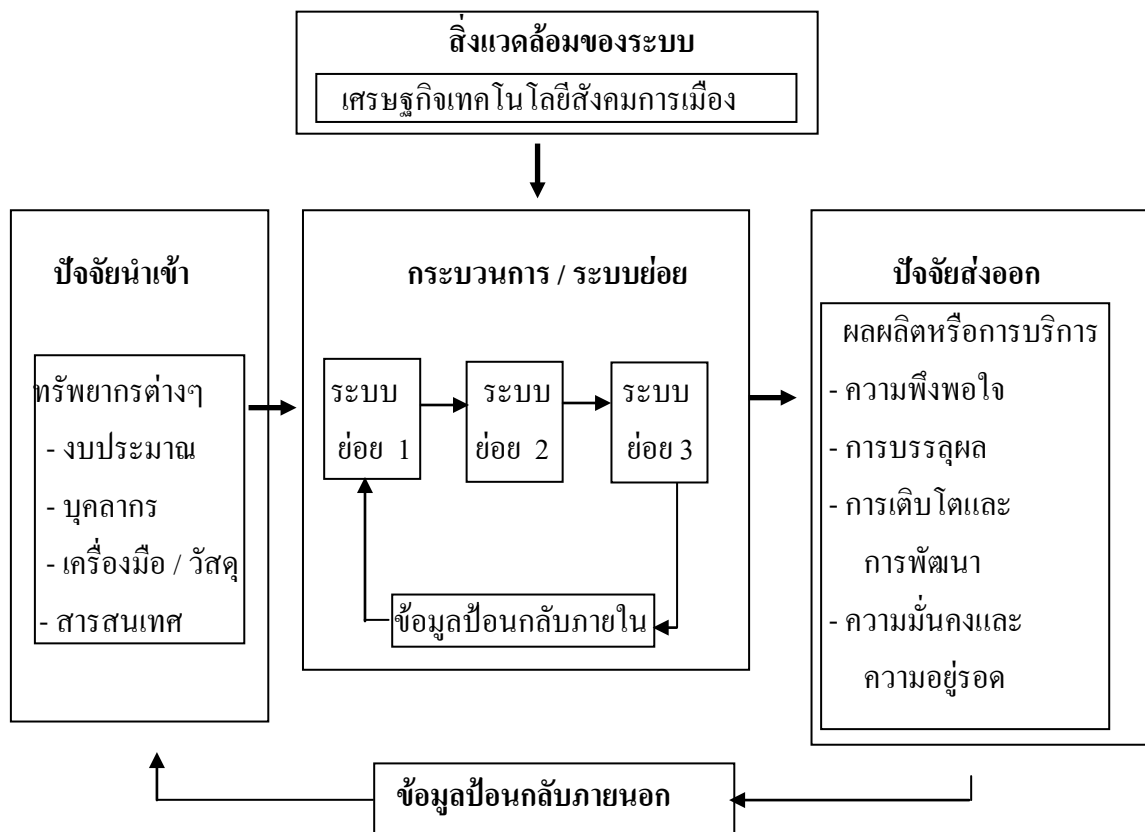 สิ่งแวดล้อมของระบบ
เศรษฐกิจเทคโนโลยีสังคมการเมือง
ปัจจัยนำเข้า
ทรัพยากรต่างๆ
- งบประมาณ
- บุคลากร
- เครื่องมือ / วัสดุ
- สารสนเทศ
กระบวนการ / ระบบย่อย
ระบบ
ย่อย 1
ระบบ
ย่อย 2
ระบบ
ย่อย 3
ข้อมูลป้อนกลับภายใน
ปัจจัยส่งออก
ผลผลิตหรือการบริการ
- ความพึงพอใจ
- การบรรลุผล
- การเติบโตและ
การพัฒนา
- ความมั่นคงและ
ความอยู่รอด
ข้อมูลป้อนกลับภายนอก